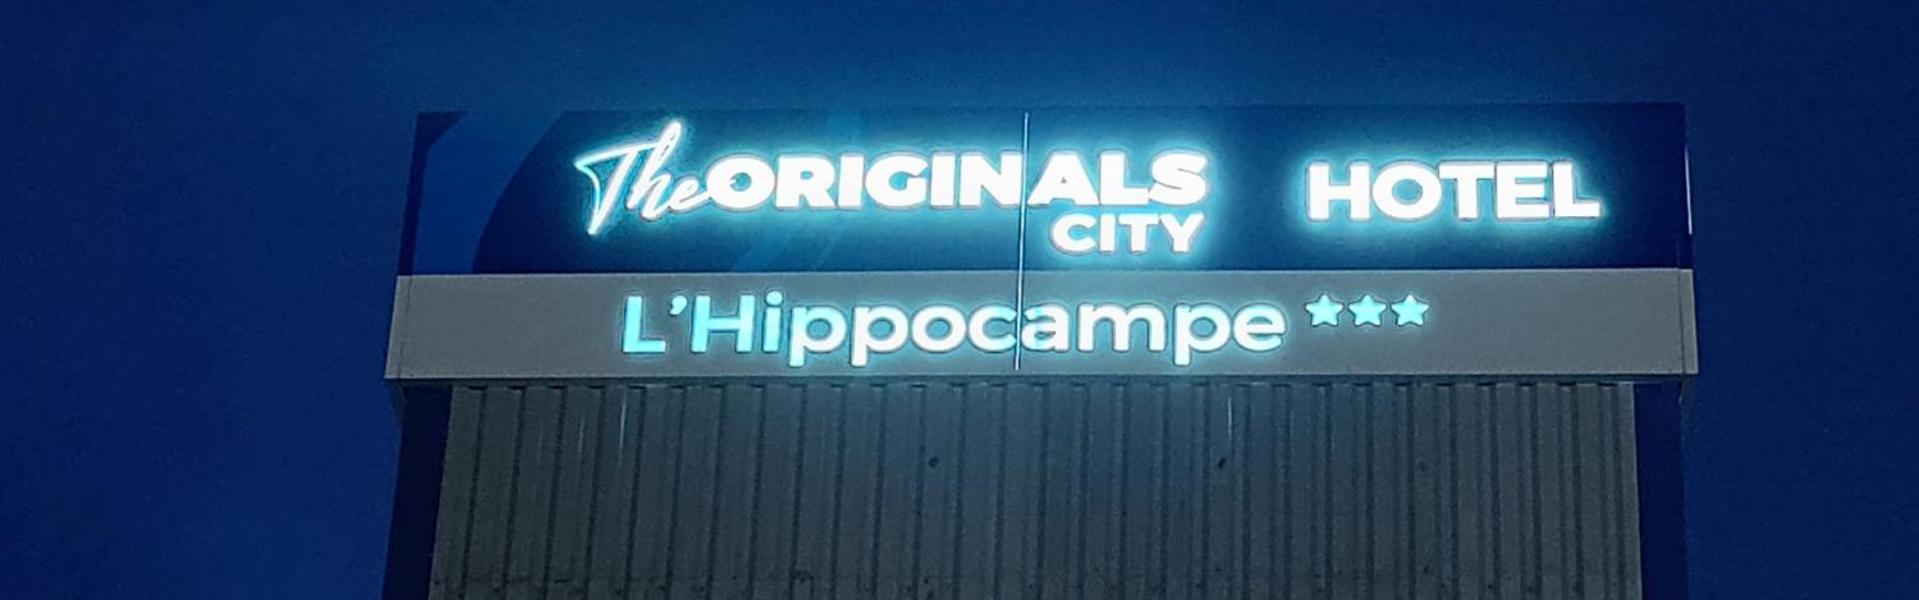 The ORIGINALS HOTEL
CITY
L'Hippocampe ★★★